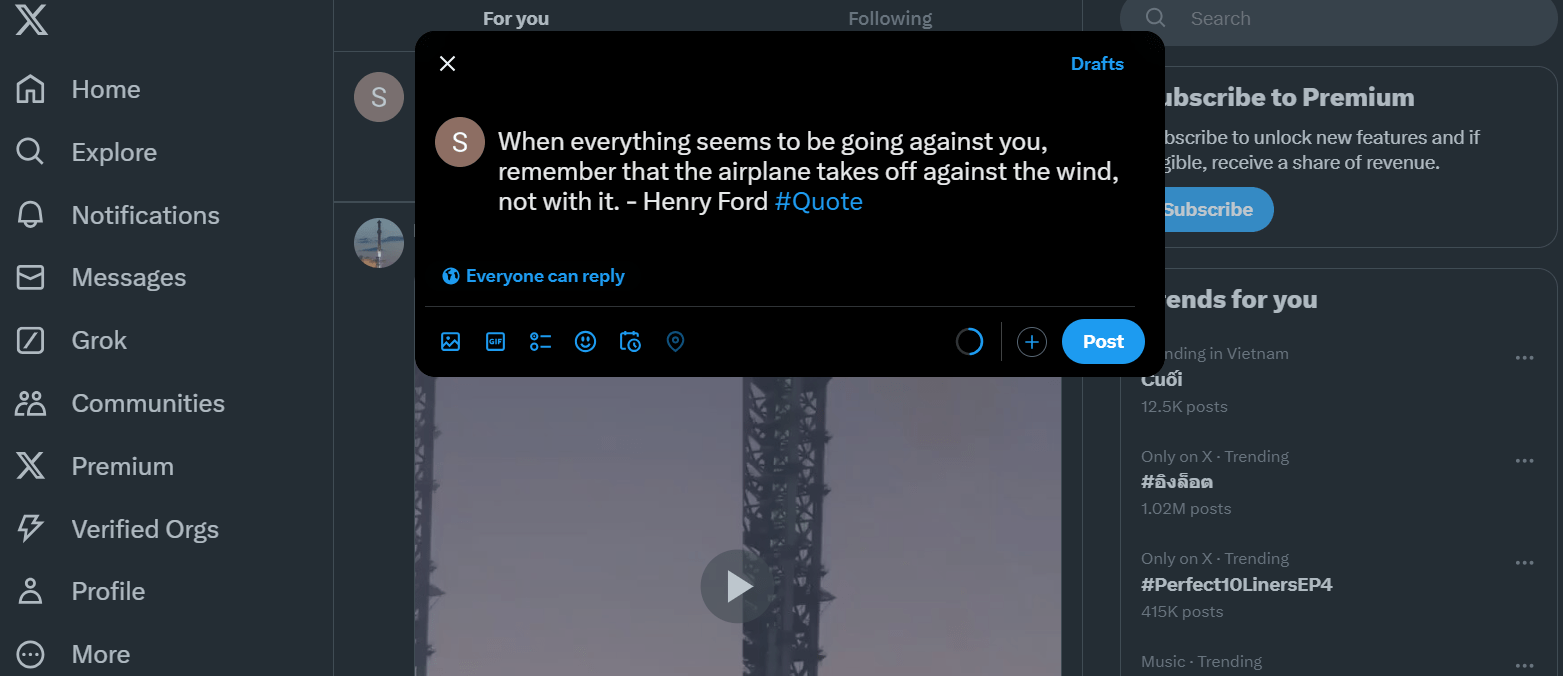 For you
Following
Search
Home
Explore
Notifications
Messages
Grok
Communities
Premium
Verified Orgs
Profile
More
S
Drafts
S
When everything seems to be going against you,
remember that the airplane takes off against the wind,
not with it. - Henry Ford #Quote
Everyone can reply
GIF
Post
ubscribe to Premium
bscribe to unlock new features and if
gible, receive a share of revenue.
Subscribe
ends for you
nding in Vietnam
Cuối
12.5K posts
Only on X · Trending
#อิงล็อต
1.02M posts
Only on X · Trending
#Perfect10LinersEP4
415K posts
Music · Trending